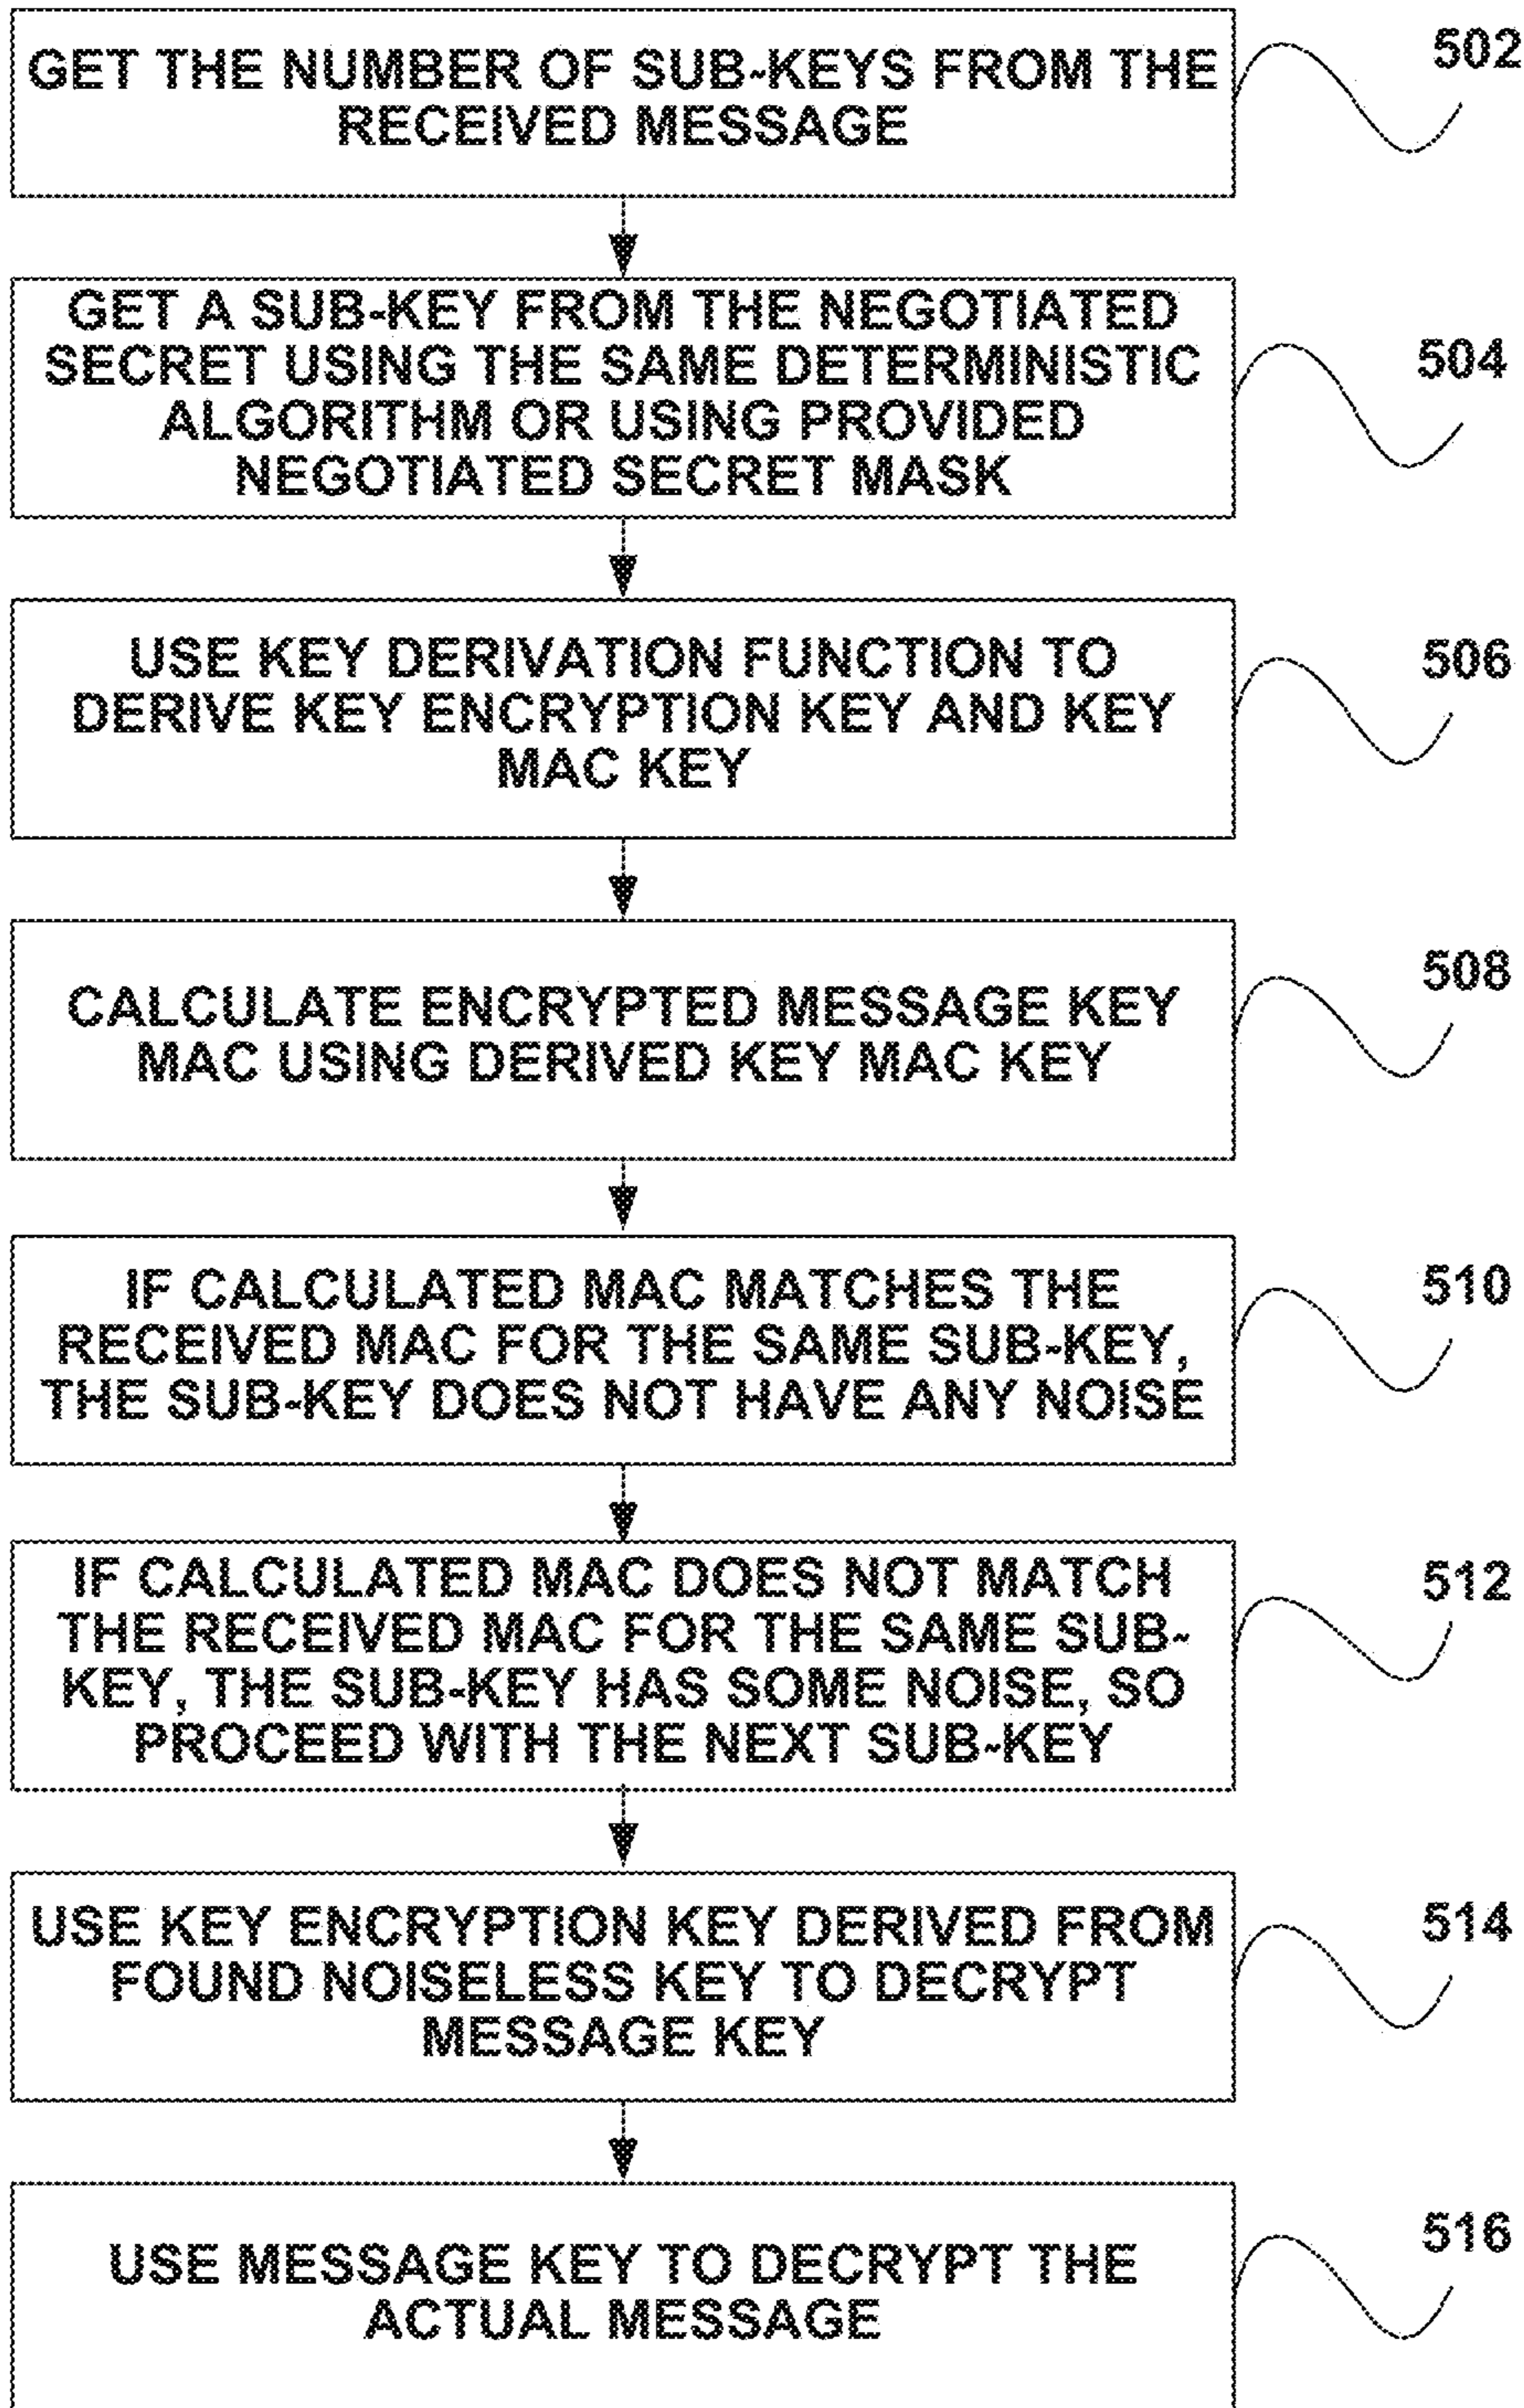 GET THE NUMBER OF SUB-KEYS FROM THE
RECEIVED MESSAGE
502
GET A SUB-KEY FROM THE NEGOTIATED
SECRET USING THE SAME DETERMINISTIC
ALGORITHM OR USING PROVIDED
NEGOTIATED SECRET MASK
504
USE KEY DERIVATION FUNCTION TO
DERIVE KEY ENCRYPTION KEY AND KEY
MAC KEY
506
CALCULATE ENCRYPTED MESSAGE KEY
MAC USING DERIVED KEY MAC KEY
508
IF CALCULATED MAC MATCHES THE
RECEIVED MAC FOR THE SAME SUB-KEY,
THE SUB-KEY DOES NOT HAVE ANY NOISE
510
IF CALCULATED MAC DOES NOT MATCH
THE RECEIVED MAC FOR THE SAME SUB-
KEY, THE SUB-KEY HAS SOME NOISE, SO
PROCEED WITH THE NEXT SUB-KEY
512
USE KEY ENCRYPTION KEY DERIVED FROM
FOUND NOISELESS KEY TO DECRYPT
MESSAGE KEY
514
USE MESSAGE KEY TO DECRYPT THE
ACTUAL MESSAGE
516